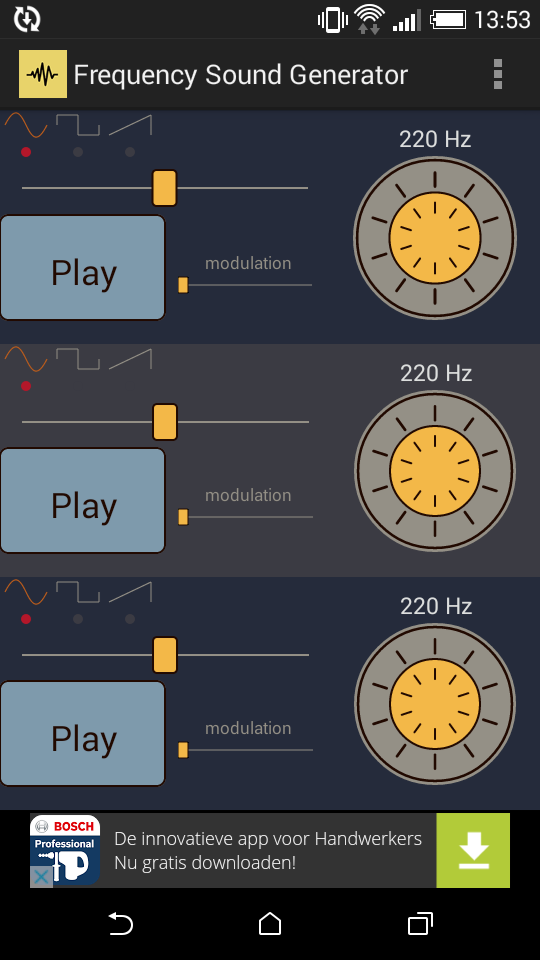 13:53
Frequency Sound Generator
220 Hz
modulation
Play
220 Hz
modulation
Play
220 Hz
modulation
Play
BOSCH
Professional
De innovatieve app voor Handwerkers
Nu gratis downloaden!